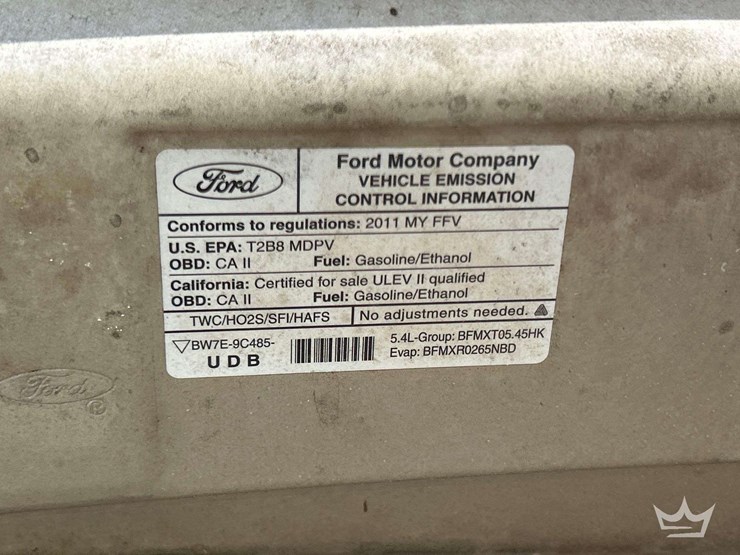 Ford
Ford Motor Company
VEHICLE EMISSION
CONTROL INFORMATION
Conforms to regulations: 2011 MY FFV
U.S. EPA: T2B8 MDPV
OBD: CA II Fuel: Gasoline/Ethanol
California: Certified for sale ULEV II qualified
OBD: CA II Fuel: Gasoline/Ethanol
TWC/HO2S/SFI/HAFS No adjustments needed.
▽BW7E-9C485-
UDB
5.4L-Group: BFMXT05.45HK
Evap: BFMXR0265NBD
Ford
®